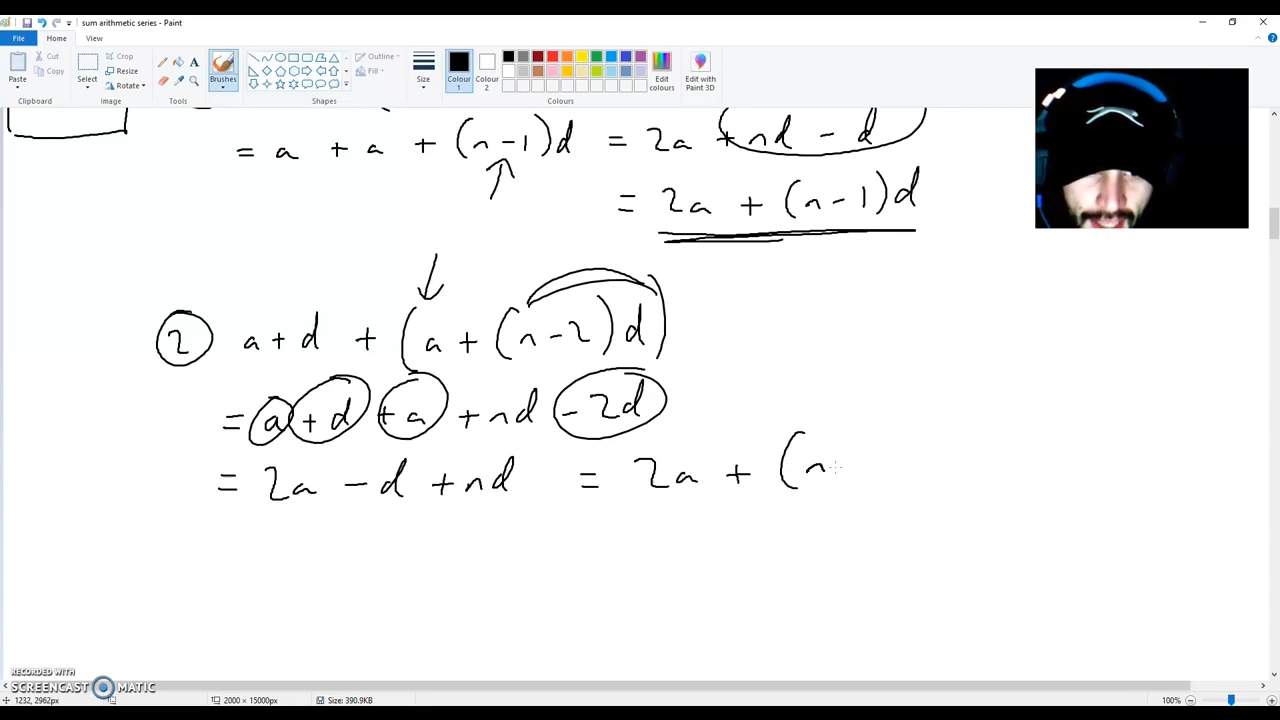 sum arithmetic series - Paint
File Home View
Paste
Cut
Copy
Clipboard
Select
Crop
Resize
Rotate
Image
A
Tools
Brushes
Shapes
Outline
Fill
Size
Colour 1
Colour 2
Edit colours
Edit with Paint 3D
Colours
= a + a + (n-1)d = 2a + nd - d
= 2a + (n-1)d
2 a+d + (a + (n-2)d)
= a + d + a + nd - 2d
= 2a - d + nd = 2a + (n
RECORDED WITH
SCREENCAST MATIC
1232, 2962px
2000 × 15000px
Size: 390.9KB
100%